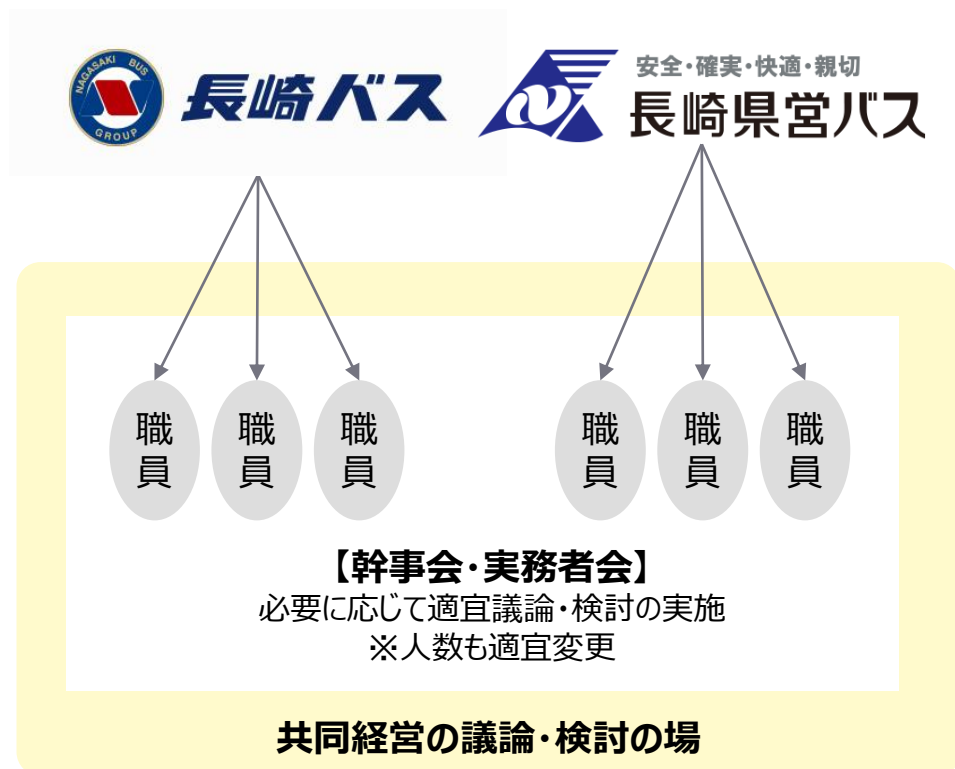 NAGASAKI BUS
GROUP
長崎バス
安全・確実・快適・親切
長崎県営バス
職員
職員
職員
職員
職員
職員
【幹事会・実務者会】
必要に応じて適宜議論・検討の実施
※人数も適宜変更
共同経営の議論・検討の場